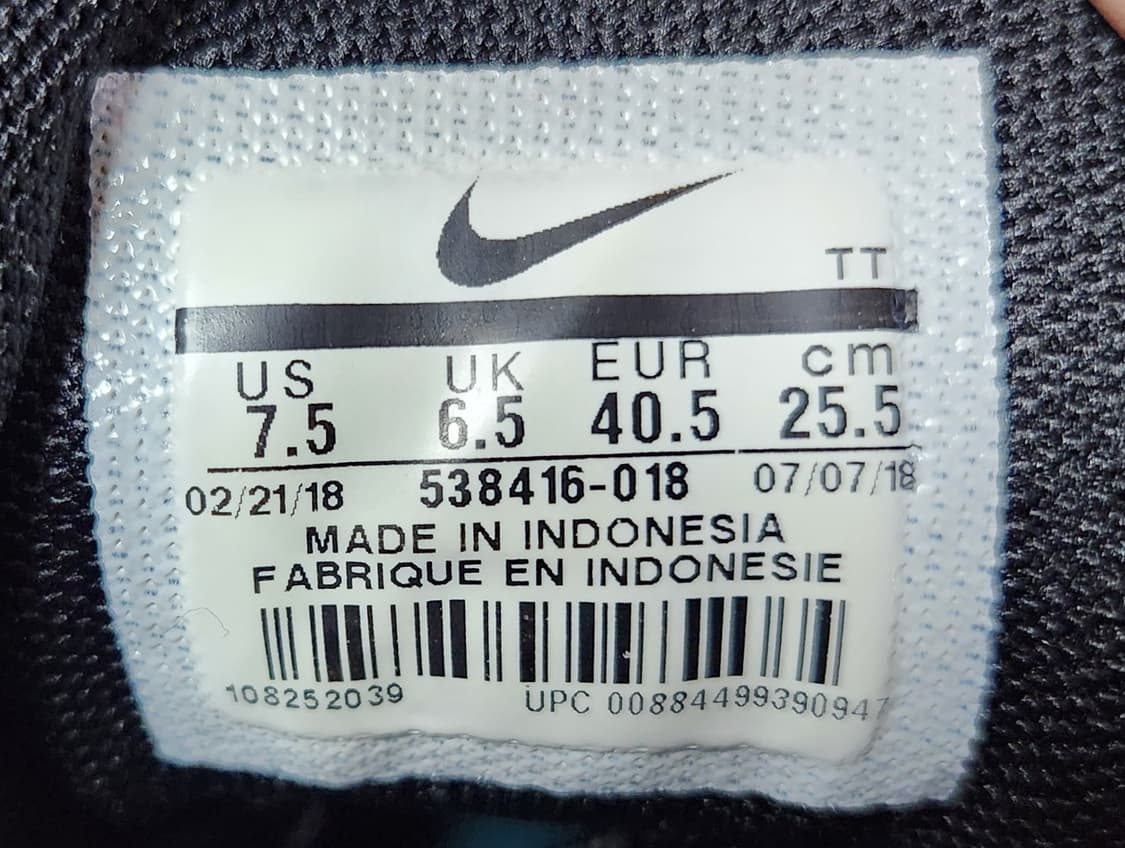 TT
US UK EUR cm
7.5 6.5 40.5 25.5
02/21/18 538416-018 07/07/18
MADE IN INDONESIA
FABRIQUE EN INDONESIE
108252039 UPC 00884499390947